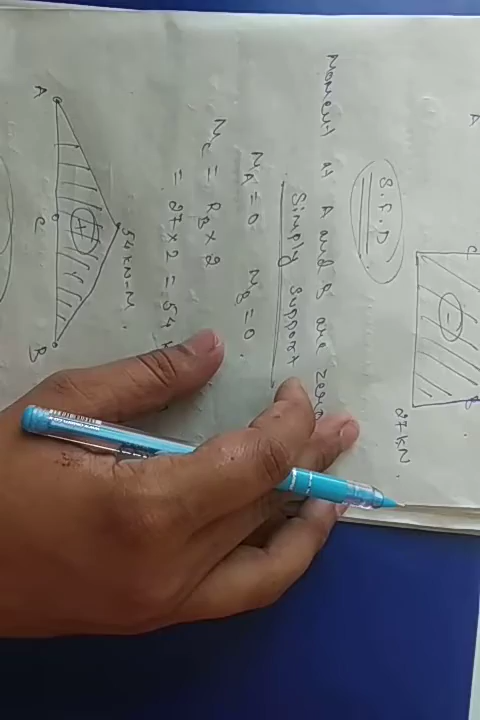 A
C
B
(-)
27 KN.
S.F.D
Moment At A and B are zero
Simply support
MA=0 MB=0.
Mc = RB × 2
= 27×2 = 54
54 KN-M.
(+)
A C B